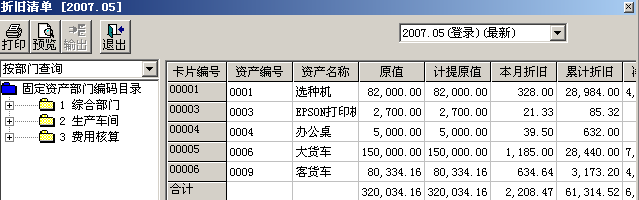 折旧清单 [2007.05]
打印 预览 输出 退出
2007.05(登录)(最新)
按部门查询
固定资产部门编码目录
1 综合部门
2 生产车间
3 费用核算
卡片编号 资产编号 资产名称 原值 计提原值 本月折旧 累计折旧
00001 0001 选种机 82,000.00 82,000.00 328.00 28,984.00 4,
00003 0003 EPSON打印机 2,700.00 2,700.00 21.33 85.32
00004 0004 办公桌 5,000.00 5,000.00 39.50 632.00
00005 0006 大货车 150,000.00 150,000.00 1,185.00 28,440.00 7,
00006 0009 客货车 80,334.16 80,334.16 634.64 3,173.20 4,
合计 320,034.16 320,034.16 2,208.47 61,314.52 6,